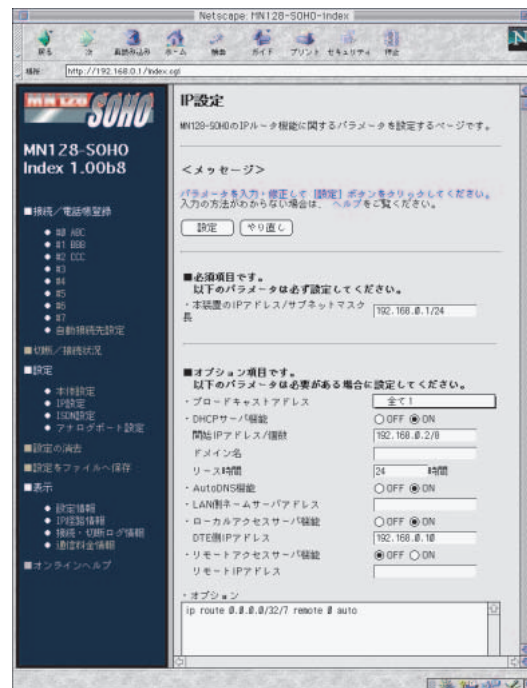 Netscape: MN128-SOHO-Index
戻る 次 再読み込み ホーム 検索 ガイド プリント セキュリティ 停止
場所: http://192.168.0.1/index.cgi
N
MN128 SOHO
MN128-SOHO
Index 1.00b8
■接続／電話帳登録
◆ #0 ABC
◆ #1 BBB
◆ #2 CCC
◆ #3
◆ #4
◆ #5
◆ #6
◆ #7
◆ 自動接続先設定
■切断／接続状況
■設定
◆ 本体設定
◆ IP設定
◆ ISDN設定
◆ アナログポート設定
■設定の消去
■設定をファイルへ保存
■表示
◆ 設定情報
◆ IP経路情報
◆ 接続・切断ログ情報
◆ 通信料金情報
■オンラインヘルプ
IP設定
MN128-SOHOのIPルータ機能に関するパラメータを設定するページです。
＜メッセージ＞
パラメータを入力・修正して [設定] ボタンをクリックしてください。
入力の方法がわからない場合は、 ヘルプをご覧ください。
設定 やり直し
■必須項目です。
以下のパラメータは必ず設定してください。
・本装置のIPアドレス/サブネットマスク長 192.168.0.1/24
■オプション項目です。
以下のパラメータは必要がある場合に設定してください。
・ブロードキャストアドレス 全て1
・DHCPサーバ機能 OFF ON
開始IPアドレス/個数 192.168.0.2/8
ドメイン名
リース時間 24 時間
・AutoDNS機能 OFF ON
・LAN側ネームサーバアドレス
・ローカルアクセスサーバ機能 OFF ON
DTE側IPアドレス 192.168.0.10
・リモートアクセスサーバ機能 OFF ON
リモートIPアドレス
・オプション
ip route 0.0.0.0/32/7 remote 0 auto